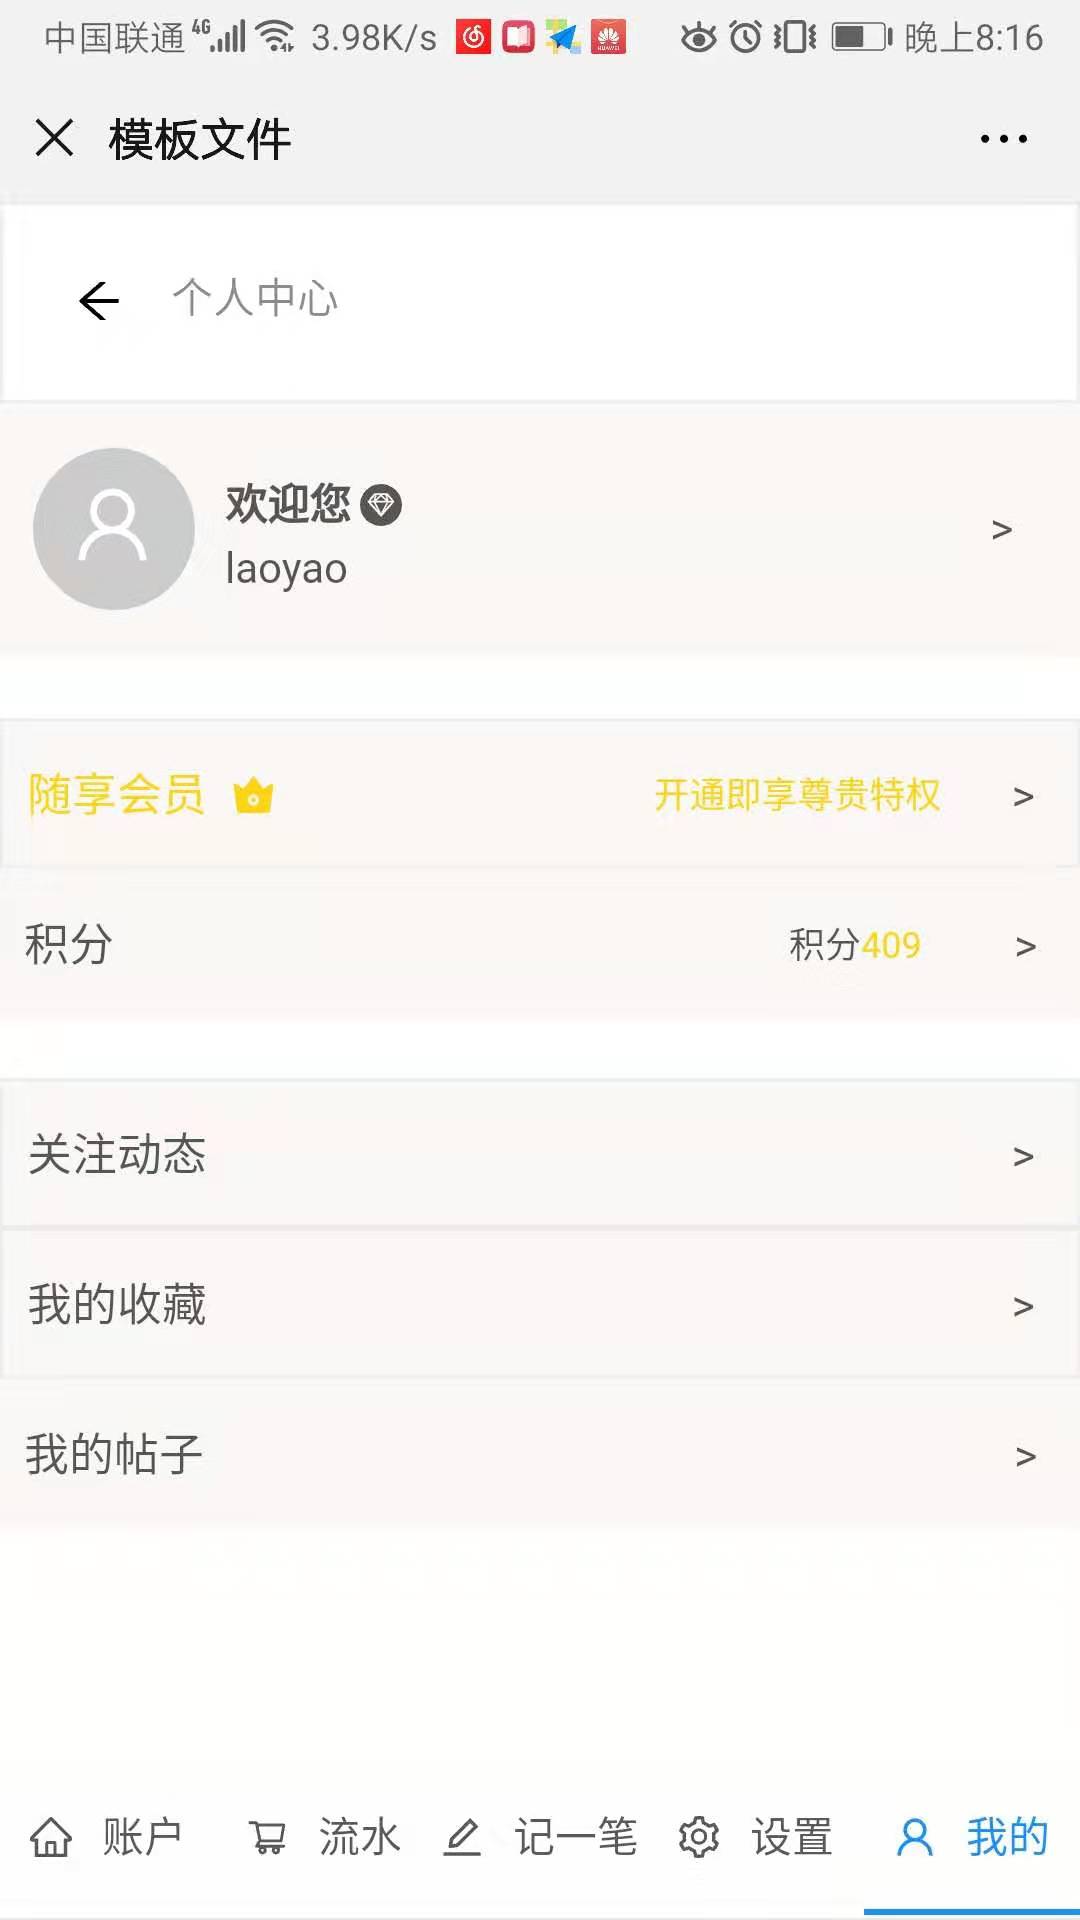 中国联通 4G 3.98K/s 晚上8:16
模板文件
个人中心
欢迎您
laoyao
随享会员 开通即享尊贵特权 >
积分 积分409 >
关注动态 >
我的收藏 >
我的帖子 >
账户 流水 记一笔 设置 我的